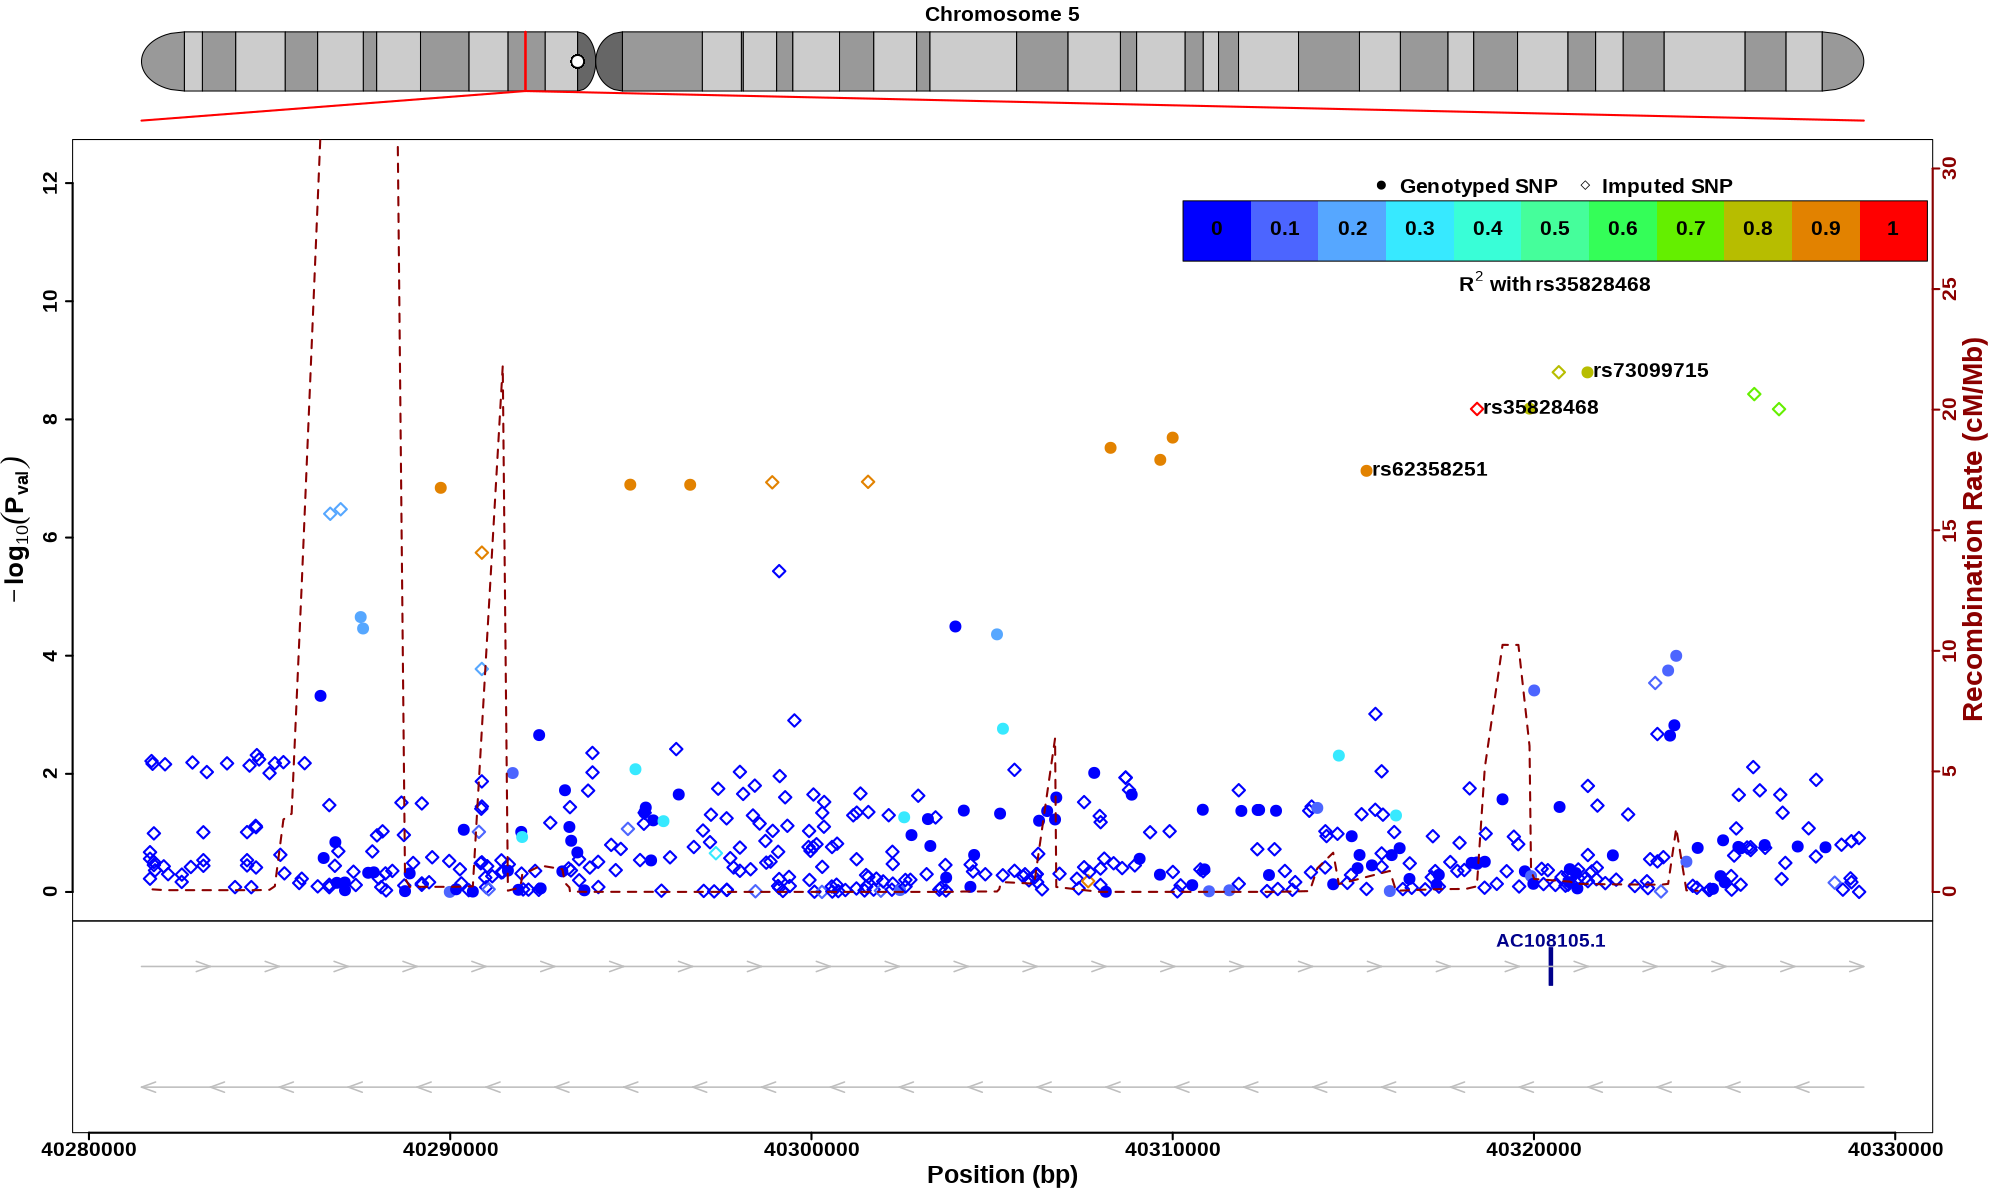 Chromosome 5
Genotyped SNP Imputed SNP
0 0.1 0.2 0.3 0.4 0.5 0.6 0.7 0.8 0.9 1
R² with rs35828468
rs73099715
rs35828468
rs62358251
−log₁₀(Pval)
12
10
8
6
4
2
0
Recombination Rate (cM/Mb)
30
25
20
15
10
5
0
AC108105.1
40280000 40290000 40300000 40310000 40320000 40330000
Position (bp)